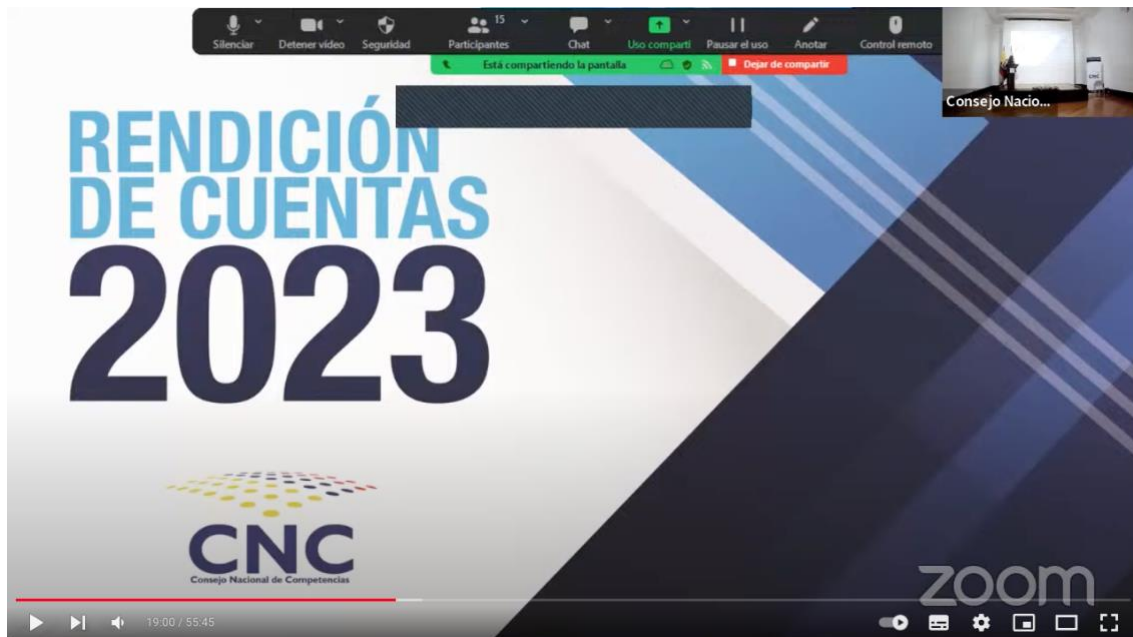 15
Silenciar Detener video Seguridad Participantes Chat Uso comparti Pausar el uso Anotar Control remoto
Está compartiendo la pantalla Dejar de compartir
Consejo Nacio...
CNC
RENDICIÓN
DE CUENTAS
2023
CNC
Consejo Nacional de Competencias
zoom
19:00 / 55:45